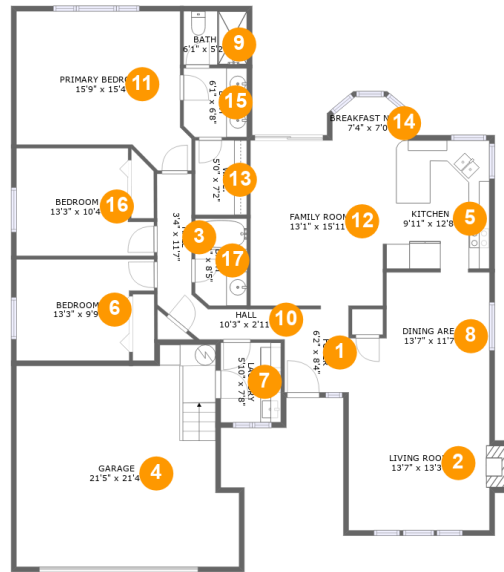 BATH
6'1" x 5'2
9
PRIMARY BEDRO
15'9" x 15'4
11
6'1" x 6'8"
15
BREAKFAST N
7'4" x 7'0
14
5'0" x 7'2"
13
BEDROOM
13'3" x 10'4
16
3'4" x 11'7"
3
FAMILY ROOM
13'1" x 15'11
12
KITCHEN
9'11" x 12'8
5
x 8'5"
17
BEDROOM
13'3" x 9'9
6
HALL
10'3" x 2'11
10
6'2" x 8'4"
1
DINING AREA
13'7" x 11'7
8
5'10" x 7'8"
7
GARAGE
21'5" x 21'4
4
LIVING ROO
13'7" x 13'3
2